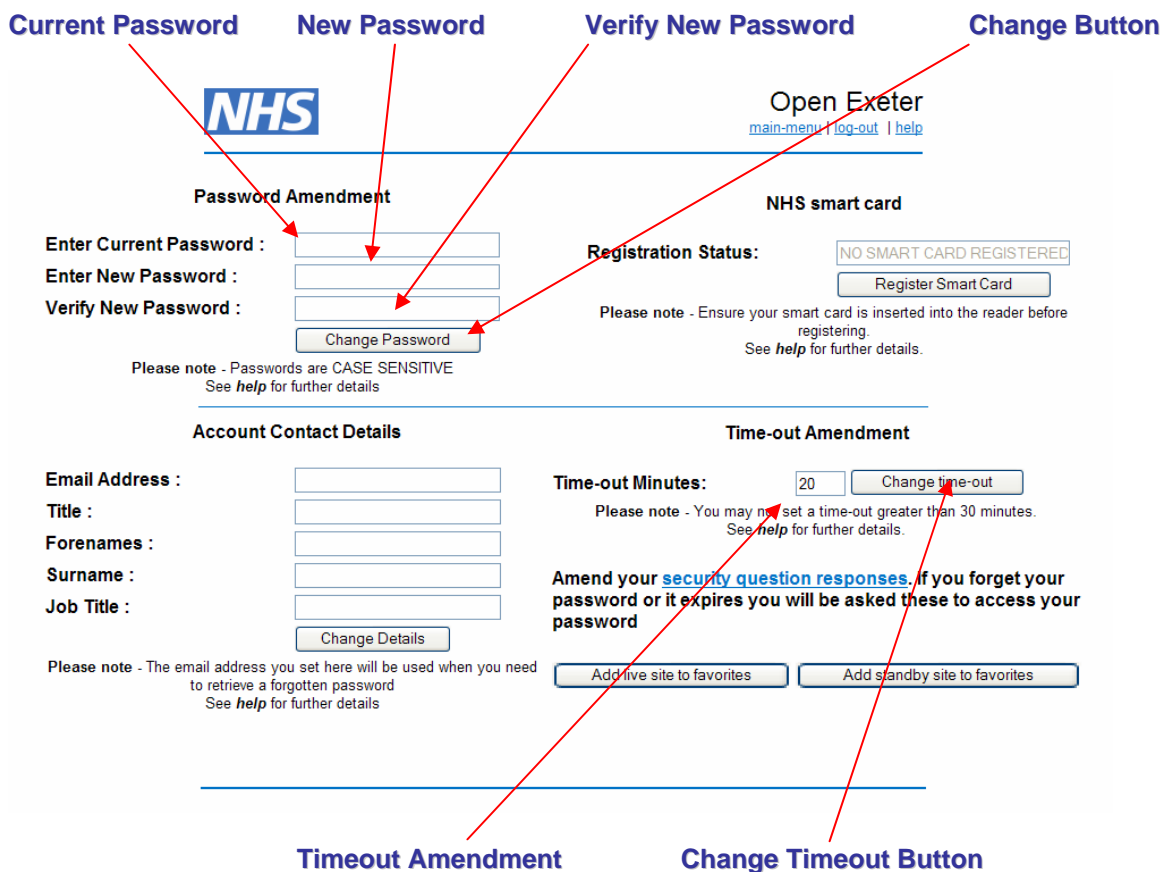 Current Password New Password Verify New Password Change Button
NHS
Open Exeter
main-menu | log-out | help
Password Amendment
Enter Current Password :
Enter New Password :
Verify New Password :
Change Password
Please note - Passwords are CASE SENSITIVE
See help for further details
NHS smart card
Registration Status: NO SMART CARD REGISTERED
Register Smart Card
Please note - Ensure your smart card is inserted into the reader before
registering.
See help for further details.
Account Contact Details
Email Address :
Title :
Forenames :
Surname :
Job Title :
Change Details
Please note - The email address you set here will be used when you need
to retrieve a forgotten password
See help for further details
Time-out Amendment
Time-out Minutes: 20 Change time-out
Please note - You may not set a time-out greater than 30 minutes.
See help for further details.
Amend your security question responses. If you forget your
password or it expires you will be asked these to access your
password
Add live site to favorites Add standby site to favorites
Timeout Amendment Change Timeout Button